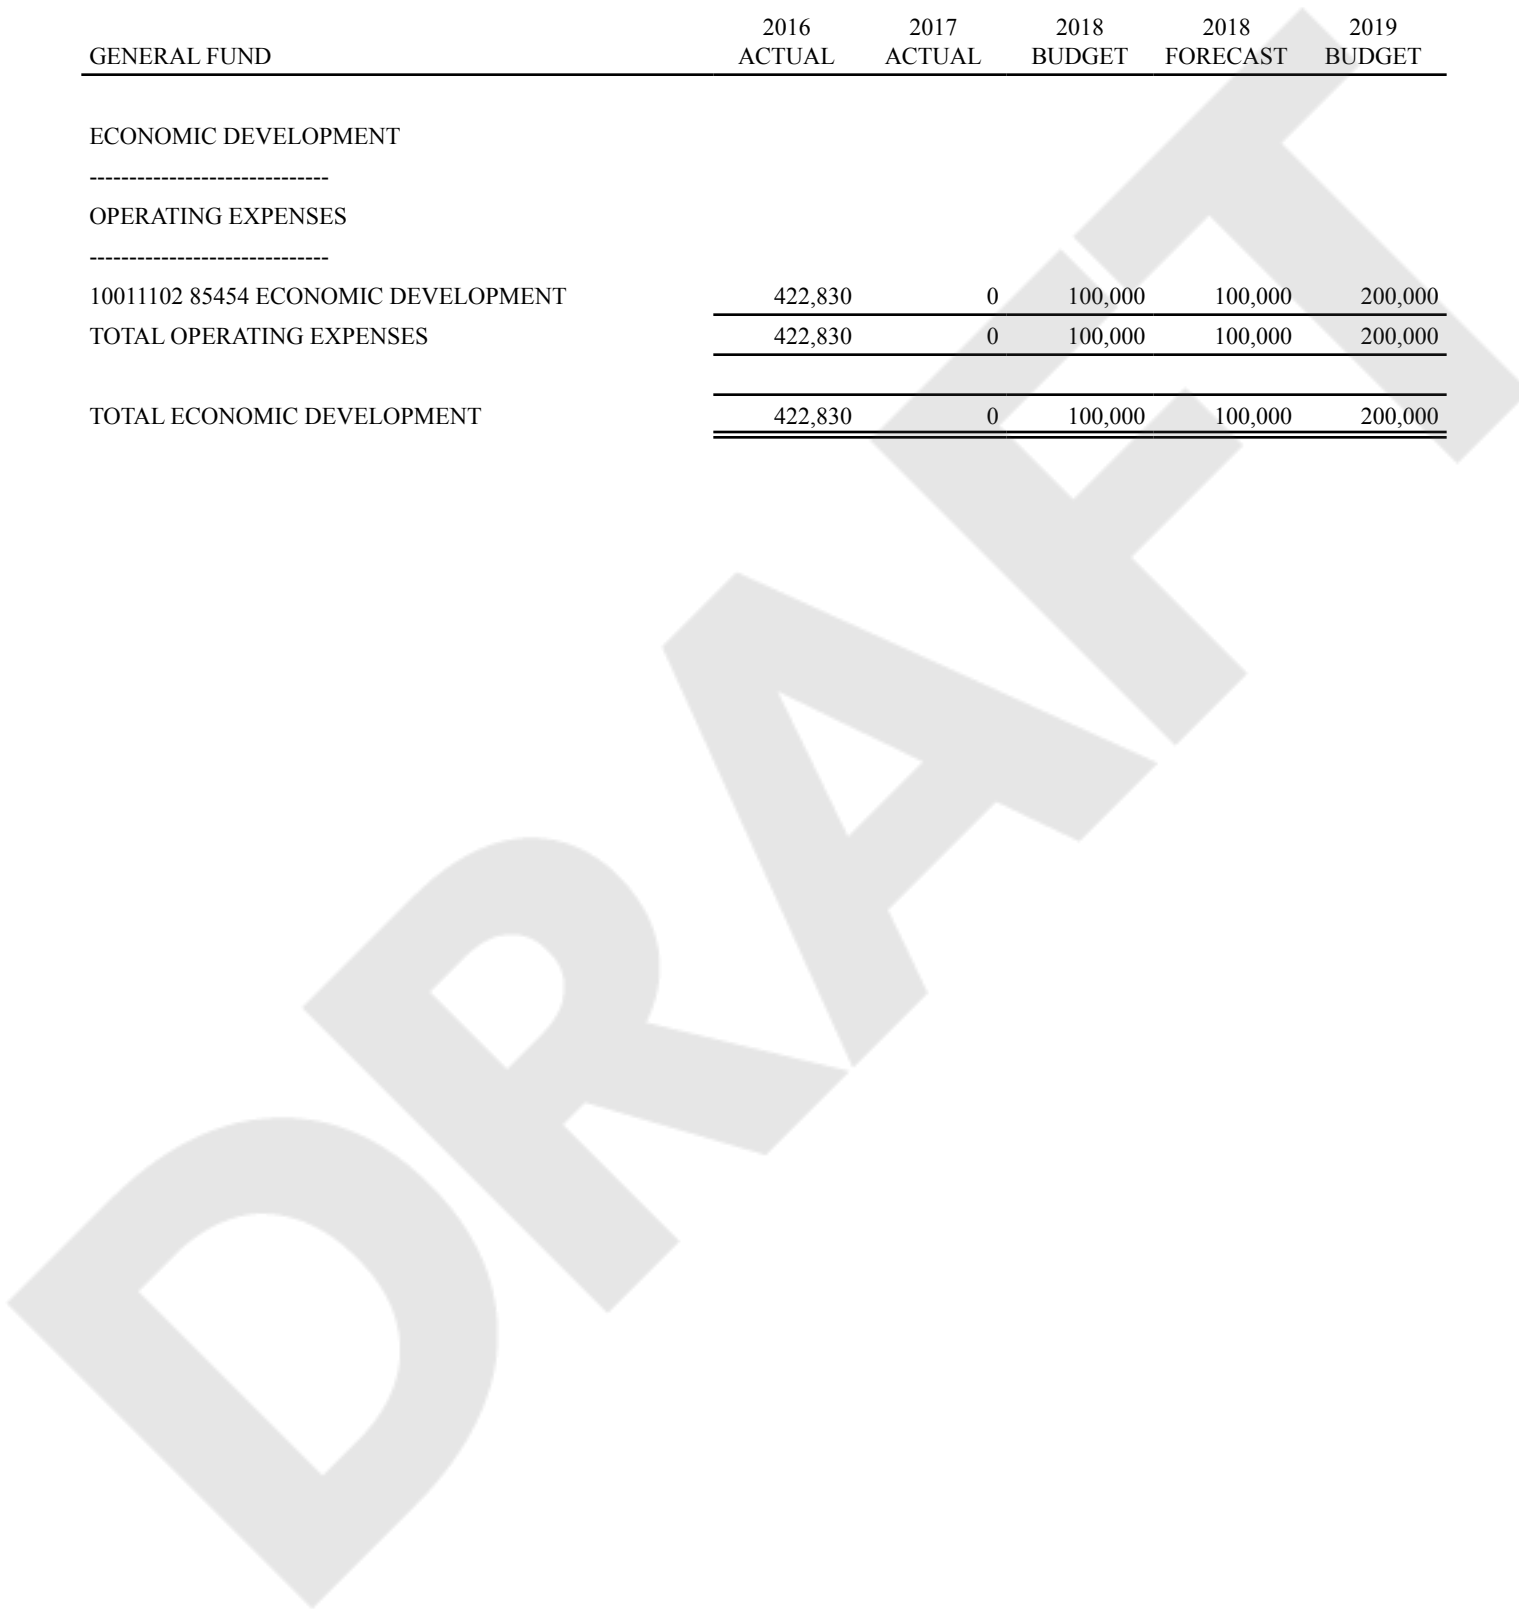 2016 2017 2018 2018 2019
GENERAL FUND ACTUAL ACTUAL BUDGET FORECAST BUDGET
ECONOMIC DEVELOPMENT
------------------------------
OPERATING EXPENSES
------------------------------
10011102 85454 ECONOMIC DEVELOPMENT 422,830 0 100,000 100,000 200,000
TOTAL OPERATING EXPENSES 422,830 0 100,000 100,000 200,000
TOTAL ECONOMIC DEVELOPMENT 422,830 0 100,000 100,000 200,000
DRAFT